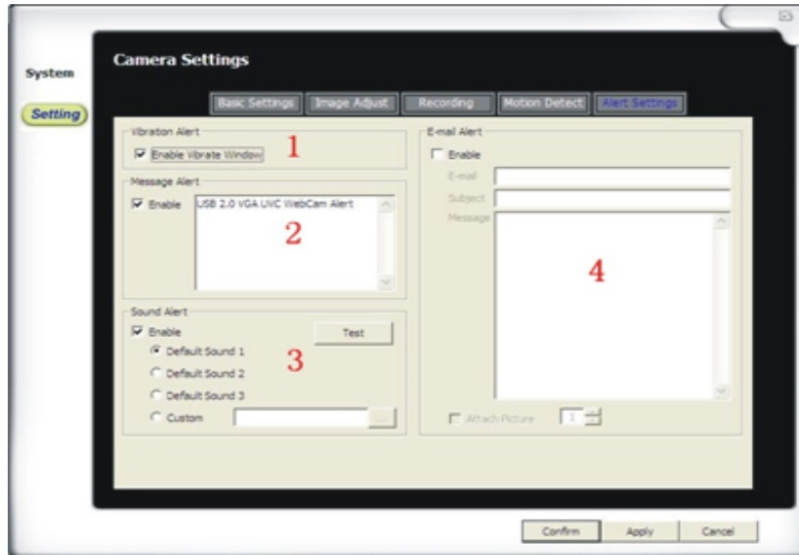 System
Setting
Camera Settings
Basic Settings
Image Adjust
Recording
Motion Detect
Alert Settings
Vibration Alert
Enable Vibrate Window
1
Message Alert
Enable
USB 2.0 VGA UVC WebCam Alert
2
Sound Alert
Enable
Test
Default Sound 1
Default Sound 2
Default Sound 3
Custom
...
3
E-mail Alert
Enable
E-mail
Subject
Message
4
Attach Picture
1
Confirm
Apply
Cancel